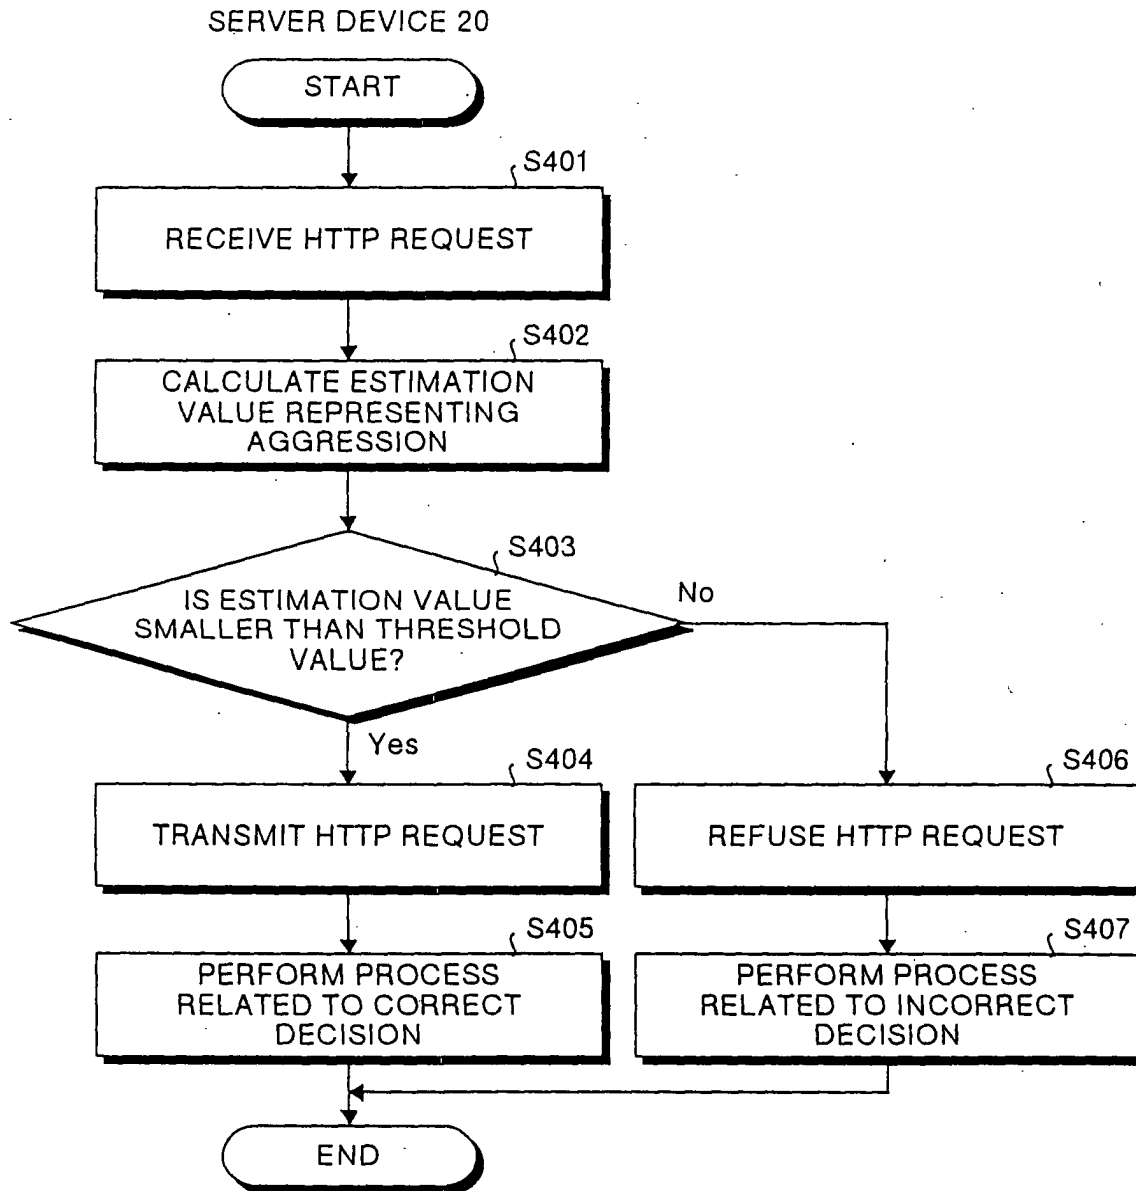 SERVER DEVICE 20
START
S401
RECEIVE HTTP REQUEST
S402
CALCULATE ESTIMATION
VALUE REPRESENTING
AGGRESSION
S403
IS ESTIMATION VALUE
SMALLER THAN THRESHOLD
VALUE?
No
Yes
S404
TRANSMIT HTTP REQUEST
S406
REFUSE HTTP REQUEST
S405
PERFORM PROCESS
RELATED TO CORRECT
DECISION
S407
PERFORM PROCESS
RELATED TO INCORRECT
DECISION
END